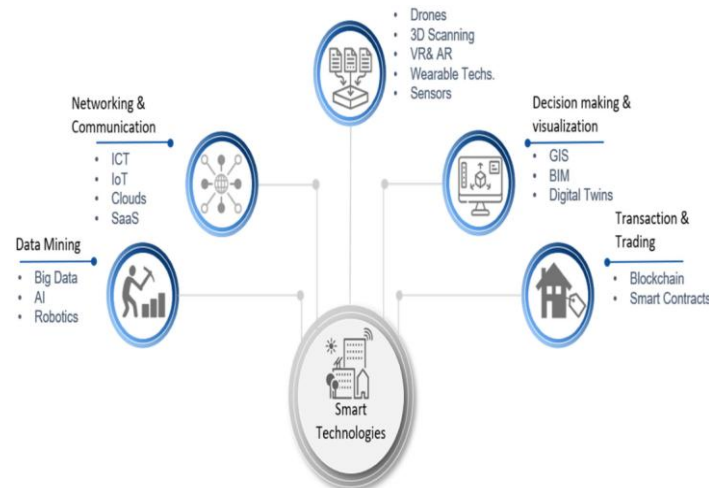 Drones
3D Scanning
VR& AR
Wearable Techs.
Sensors
Networking &
Communication
ICT
IoT
Clouds
SaaS
Decision making &
visualization
GIS
BIM
Digital Twins
Data Mining
Big Data
AI
Robotics
Transaction &
Trading
Blockchain
Smart Contracts
Smart
Technologies